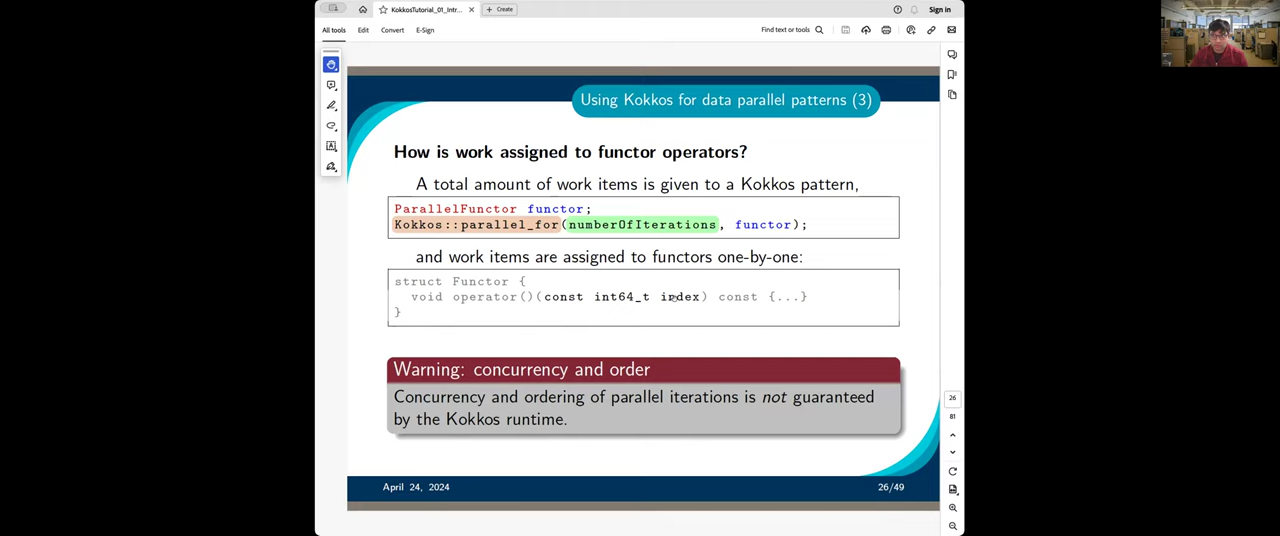 KokkosTutorial_01_Intr...
Create
Sign in
All tools
Edit
Convert
E-Sign
Find text or tools
Using Kokkos for data parallel patterns (3)
How is work assigned to functor operators?
A total amount of work items is given to a Kokkos pattern,
ParallelFunctor functor;
Kokkos::parallel_for(numberOfIterations, functor);
and work items are assigned to functors one-by-one:
struct Functor {
void operator()(const int64_t index) const {...}
}
Warning: concurrency and order
Concurrency and ordering of parallel iterations is not guaranteed
by the Kokkos runtime.
26
81
April 24, 2024
26/49